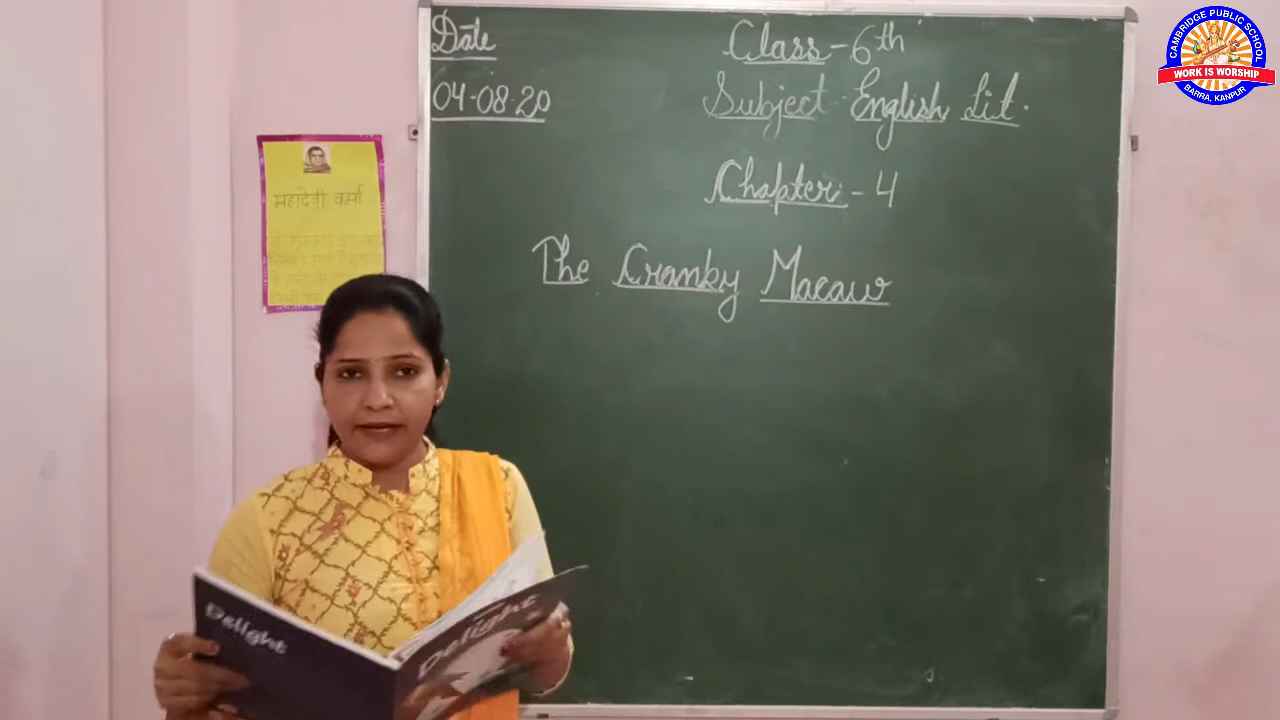 Date
04-08-20
Class-6th
Subject English Lit.
Chapter-4
The Cranky Macaw
CAMBRIDGE PUBLIC SCHOOL
WORK IS WORSHIP
BARRA, KANPUR
महादेवी वर्मा
Delight
Delight